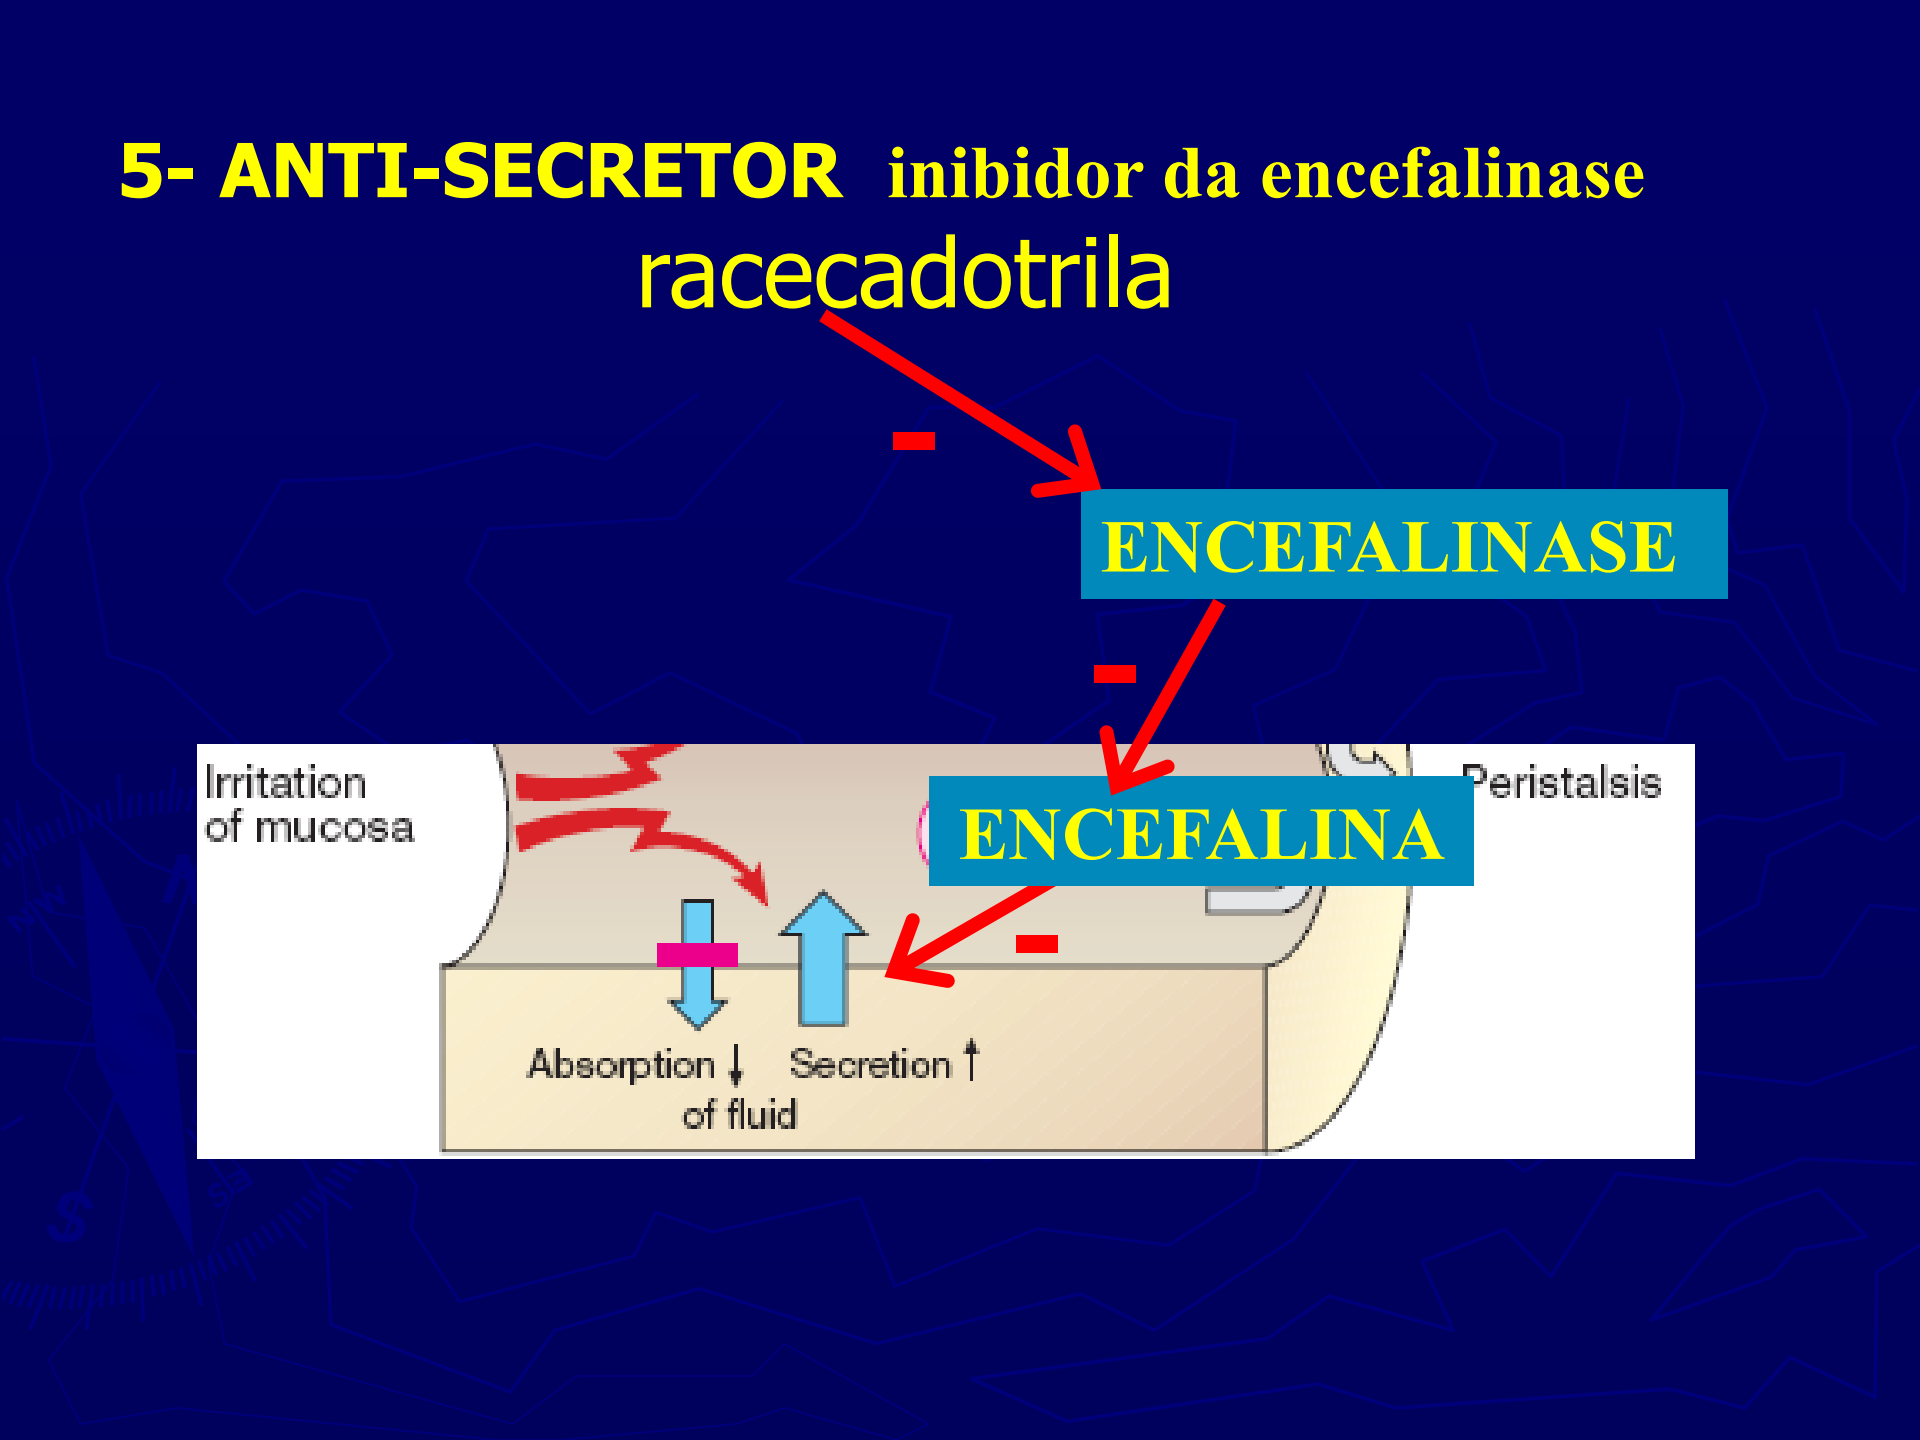 5- ANTI-SECRETOR inibidor da encefalinase
racecadotrila
-
ENCEFALINASE
-
Irritation
of mucosa
Peristalsis
ENCEFALINA
-
Absorption ↓ Secretion ↑
of fluid
N
S